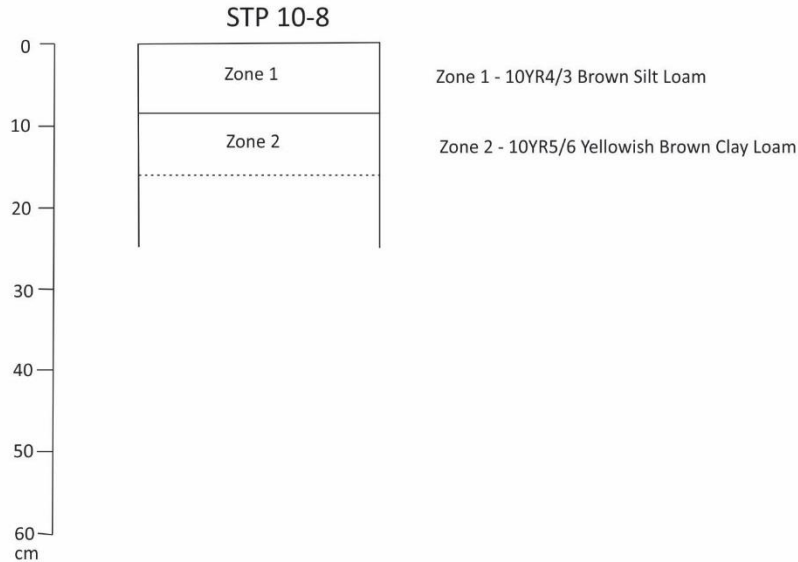 STP 10-8
0
Zone 1
Zone 1 - 10YR4/3 Brown Silt Loam
10
Zone 2
Zone 2 - 10YR5/6 Yellowish Brown Clay Loam
20
30
40
50
60
cm